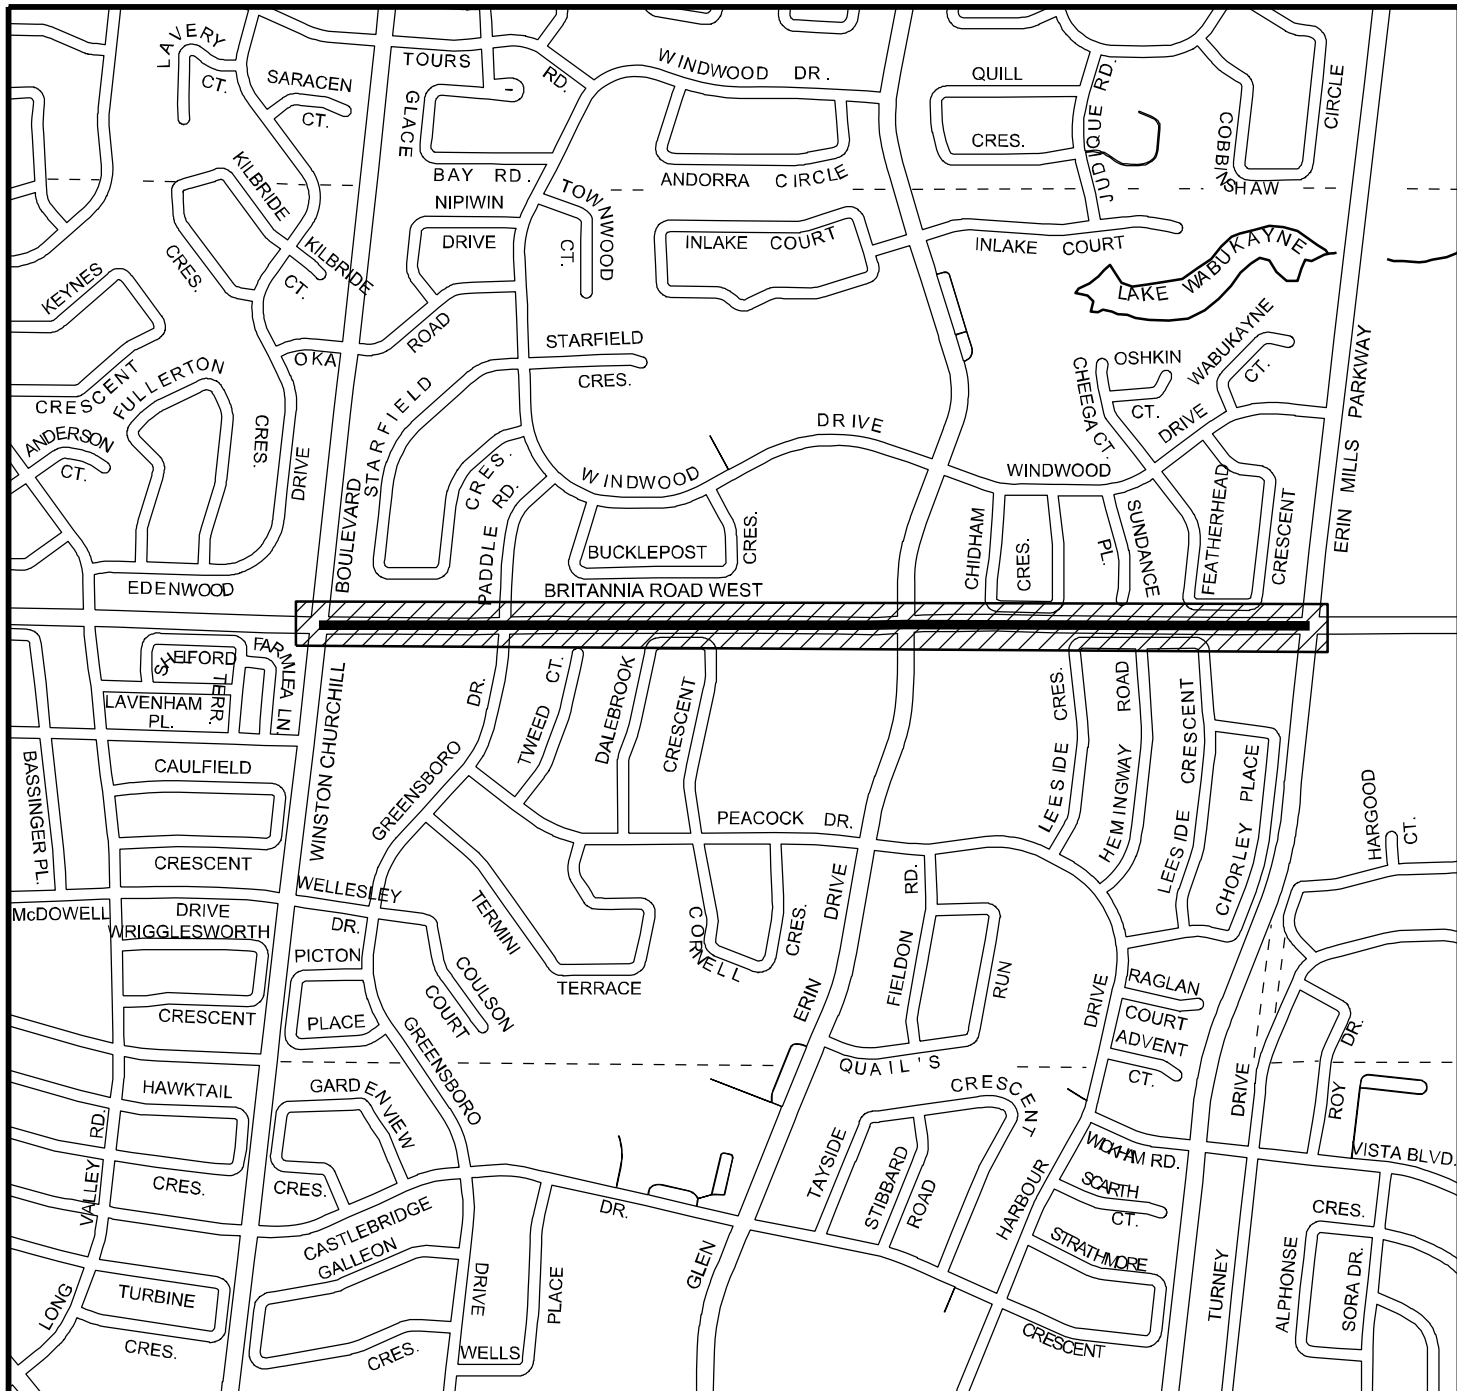 LAVERY
CT.
SARACEN
CT.
TOURS
RD.
WINDWOOD DR.
QUILL
CRES.
JUDIQUE RD.
COBBINSHAW
CIRCLE
GLACE
BAY RD.
ANDORRA CIRCLE
KILBRIDE
CRES.
KILBRIDE
CT.
NIPIWIN
DRIVE
TOWNWOOD
CT.
INLAKE COURT
INLAKE COURT
LAKE WABUKAYNE
KEYNES
CRESCENT
OKA
ROAD
STARFIELD
CRES.
OSHKIN
CT.
WABUKAYNE
CT.
CHEEGA CT.
PARKWAY
FULLERTON
CRES.
ANDERSON
CT.
DRIVE
STARFIELD
CRES.
WINDWOOD
DRIVE
WINDWOOD
DRIVE
ERIN MILLS
BOULEVARD
PADDLE RD.
BUCKLEPOST
CRES.
CHIDHAM
CRES.
SUNDANCE
PL.
FEATHERHEAD
CRESCENT
EDENWOOD
BRITANNIA ROAD WEST
SHELFORD
TERR.
FARMLEA LN.
LAVENHAM
PL.
WINSTON CHURCHILL
GREENSBORO
DR.
TWEED CT.
DALEBROOK
CRESCENT
LEESIDE CRES.
HEMINGWAY ROAD
LEESIDE CRESCENT
CHORLEY PLACE
BASSINGER PL.
CAULFIELD
CRESCENT
PEACOCK DR.
HARGOOD
CT.
McDOWELL
DRIVE
WRIGGLESWORTH
CRESCENT
WELLESLEY
DR.
PICTON
PLACE
TERMINI
TERRACE
COULSON
COURT
CORMELL
CRES.
ERIN
DRIVE
FIELDON
RD.
RUN
QUAIL'S
DRIVE
RAGLAN
COURT
ADVENT
CT.
HAWKTAIL
CRES.
GARDENVIEW
CRES.
GREENSBORO
CRESCENT
TAYSIDE
STIBBARD
ROAD
HARBOUR
RD.
SCARTH
CT.
STRATHMORE
CRESCENT
DRIVE
TURNEY
ROY
DR.
VISTA BLVD.
CRES.
ALPHONSE
SORA DR.
LONG
VALLEY
RD.
TURBINE
CRES.
CASTLEBRIDGE
DR.
GALLEON
CRES.
DRIVE
WELLS
PLACE
GLEN